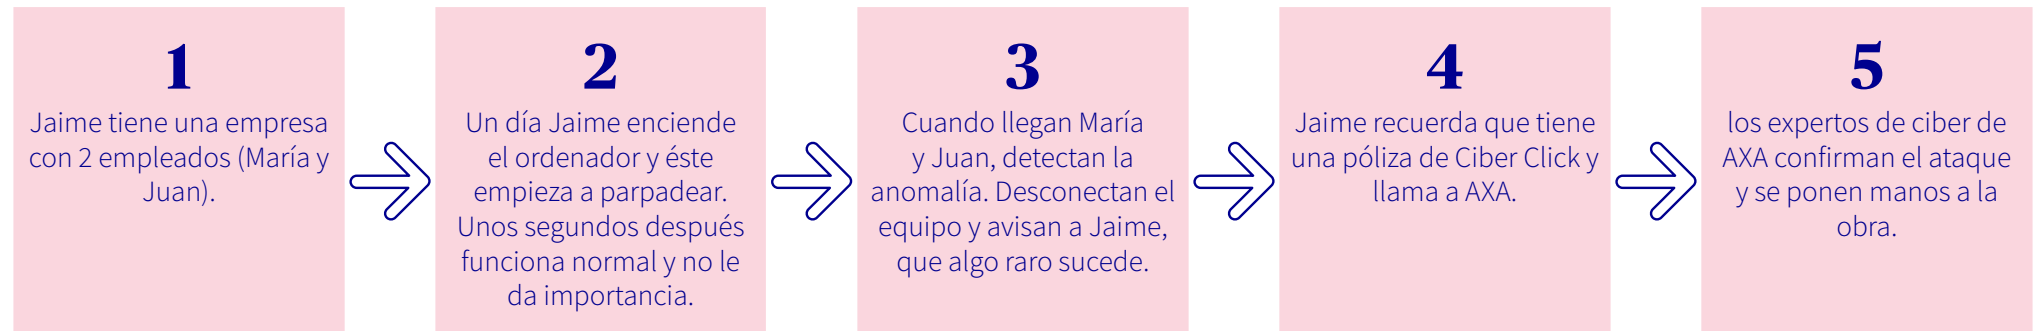 1
Jaime tiene una empresa
con 2 empleados (María y
Juan).
2
Un día Jaime enciende
el ordenador y éste
empieza a parpadear.
Unos segundos después
funciona normal y no le
da importancia.
3
Cuando llegan María
y Juan, detectan la
anomalía. Desconectan el
equipo y avisan a Jaime,
que algo raro sucede.
4
Jaime recuerda que tiene
una póliza de Ciber Click y
llama a AXA.
5
los expertos de ciber de
AXA confirman el ataque
y se ponen manos a la
obra.